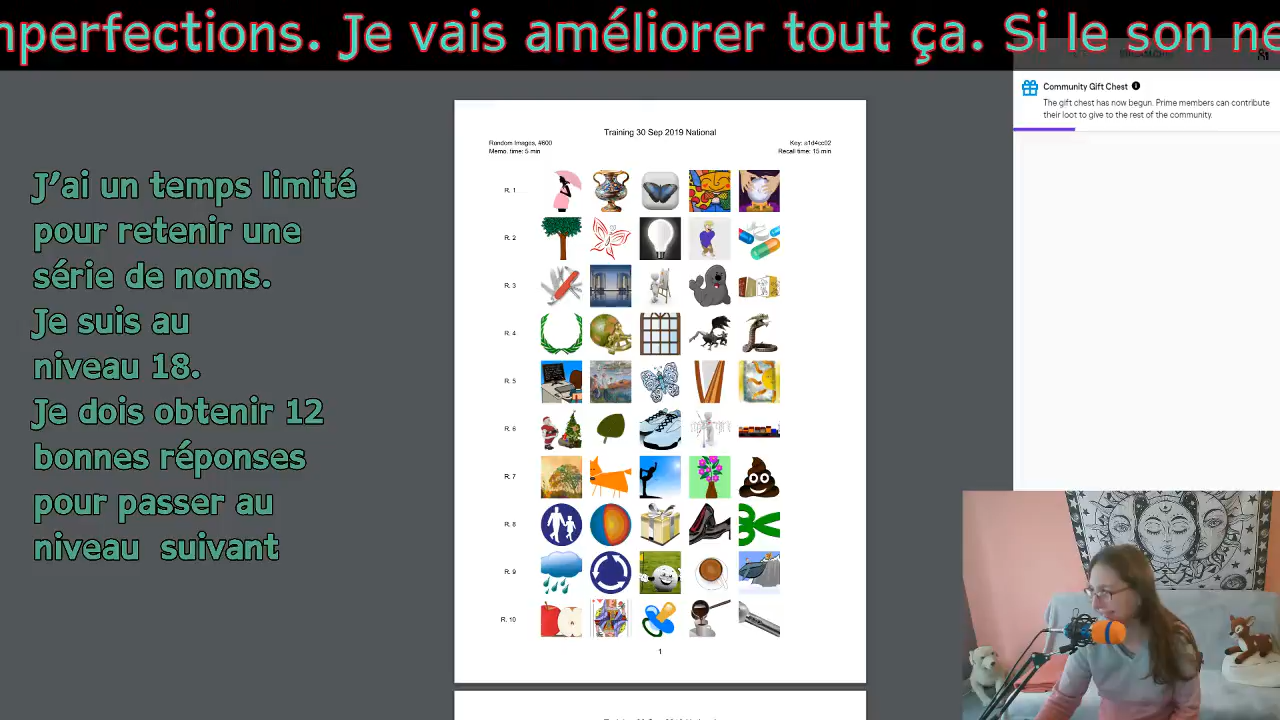 mperfections. Je vais améliorer tout ça. Si le son ne
Community Gift Chest
The gift chest has now begun. Prime members can contribute
their loot to give to the rest of the community.
J'ai un temps limité
pour retenir une
série de noms.
Je suis au
niveau 18.
Je dois obtenir 12
bonnes réponses
pour passer au
niveau suivant
Training 30 Sep 2019 National
Random Images, #600
Memo. time: 5 min
Key: a1d4cc02
Recall time: 15 min
R. 1
R. 2
R. 3
R. 4
R. 5
R. 6
R. 7
R. 8
R. 9
R. 10
1